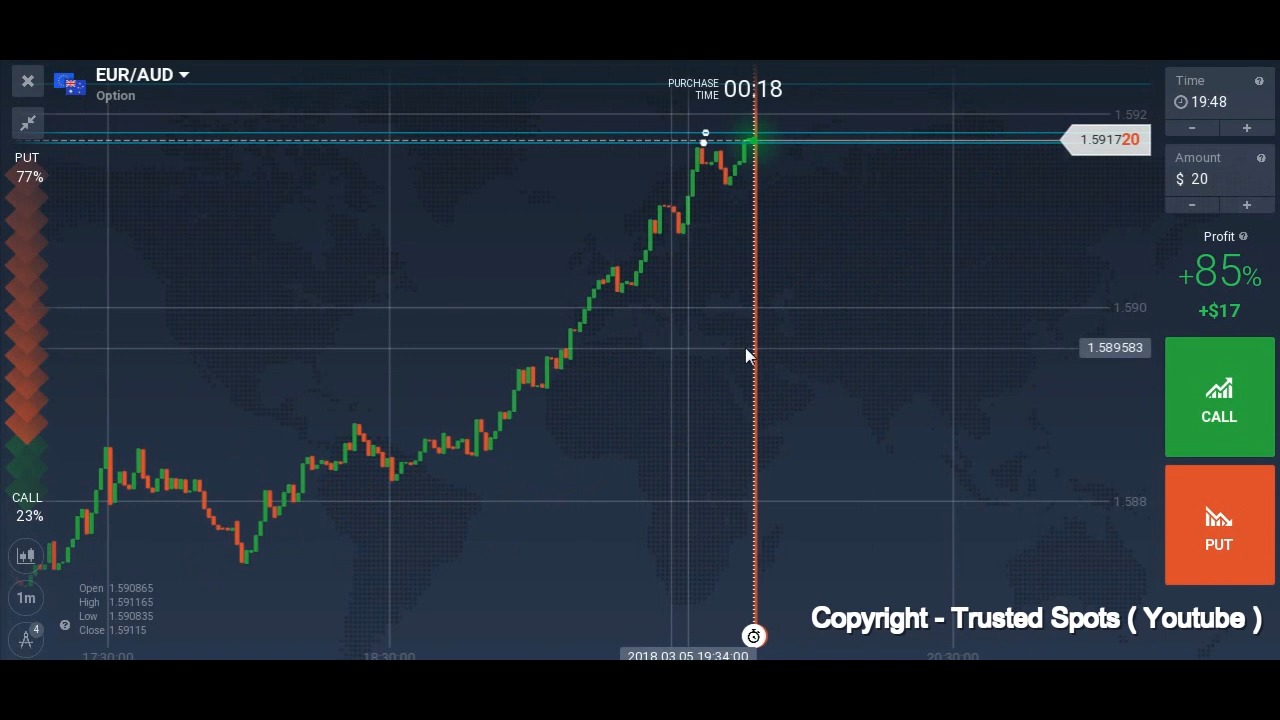 EUR/AUD
Option
PURCHASE
TIME
00:18
PUT
77%
CALL
23%
1m
4
Open 1.590865
High 1.591165
Low 1.590835
Close 1.59115
17:30:00
18:30:00
2018.03.05 19:34:00
20:30:00
1.592
1.591720
1.590
1.589583
1.588
Time
19:48
-
+
Amount
$ 20
-
+
Profit
+85%
+$17
CALL
PUT
Copyright - Trusted Spots ( Youtube )